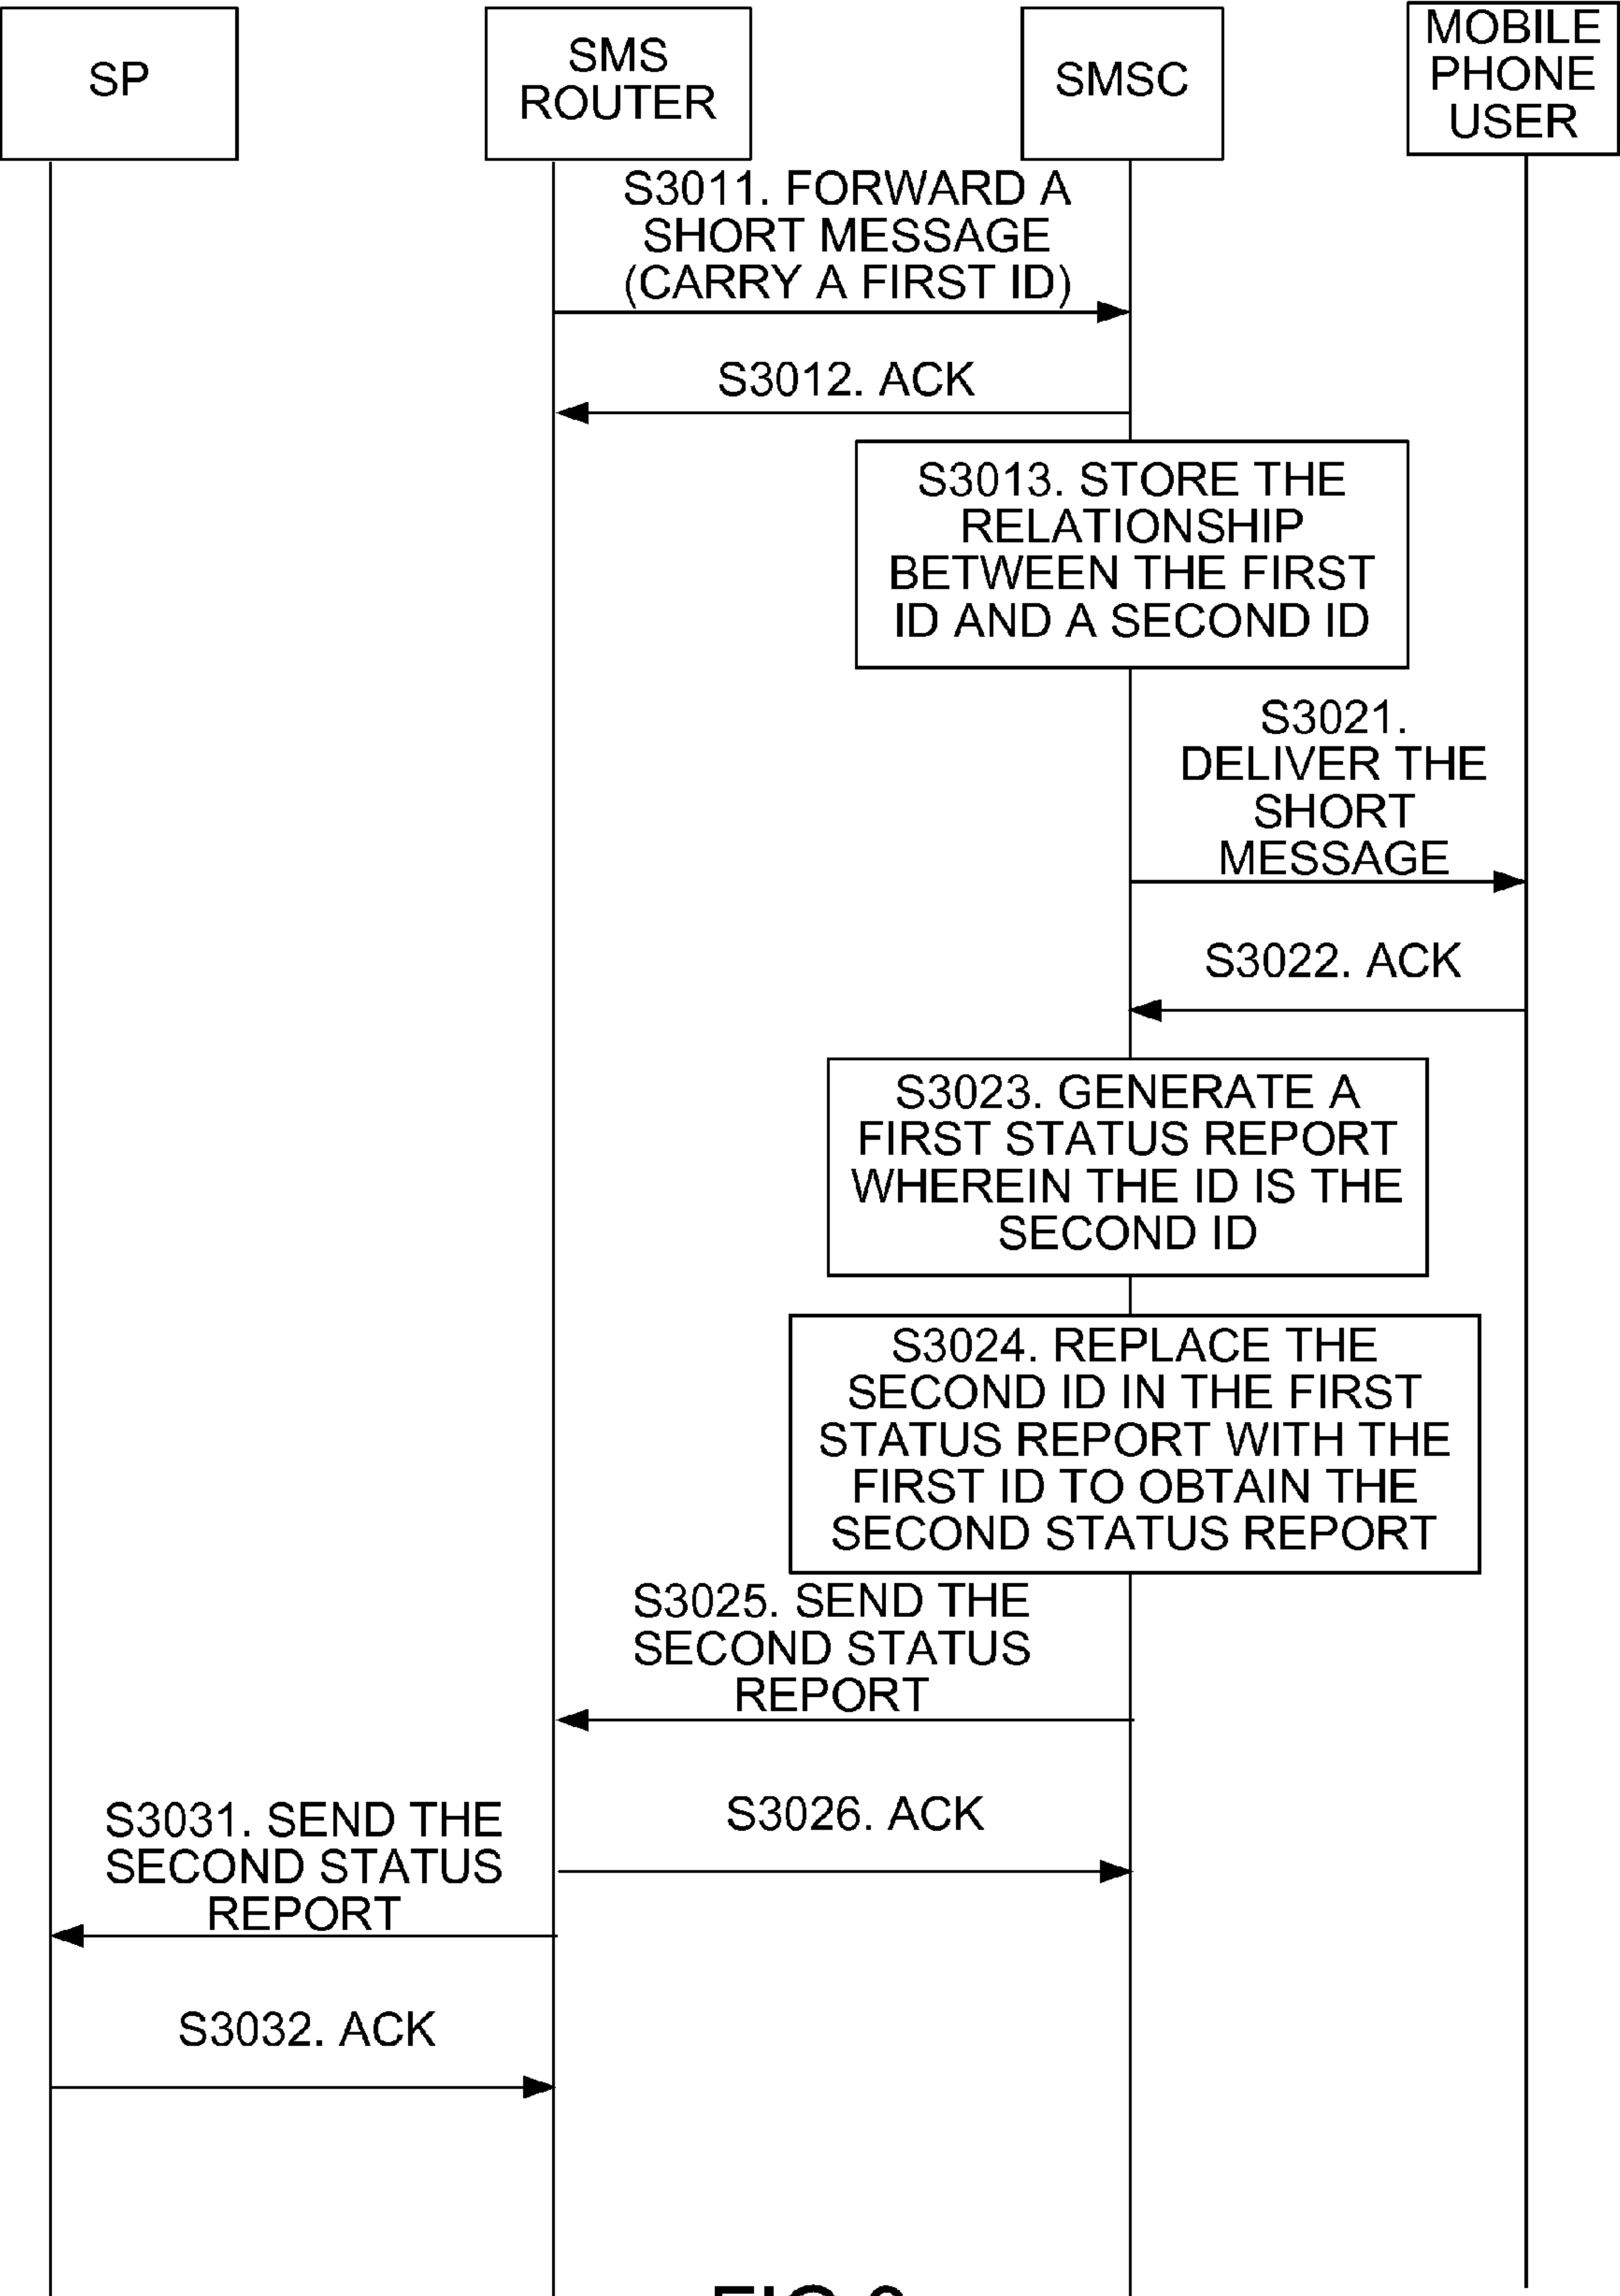 SP
SMS
ROUTER
SMSC
MOBILE
PHONE
USER
S3011. FORWARD A
SHORT MESSAGE
(CARRY A FIRST ID)
S3012. ACK
S3013. STORE THE
RELATIONSHIP
BETWEEN THE FIRST
ID AND A SECOND ID
S3021.
DELIVER THE
SHORT
MESSAGE
S3022. ACK
S3023. GENERATE A
FIRST STATUS REPORT
WHEREIN THE ID IS THE
SECOND ID
S3024. REPLACE THE
SECOND ID IN THE FIRST
STATUS REPORT WITH THE
FIRST ID TO OBTAIN THE
SECOND STATUS REPORT
S3025. SEND THE
SECOND STATUS
REPORT
S3026. ACK
S3031. SEND THE
SECOND STATUS
REPORT
S3032. ACK